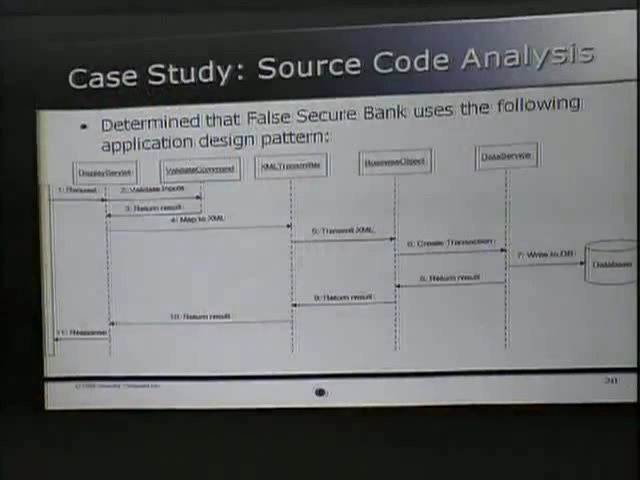 Case Study: Source Code Analysis
• Determined that False Secure Bank uses the following
application design pattern:
DisplayServlet ValidateCommand XMLTransmitter BusinessObject DataService
1: Request 2: Validate Inputs
3: Return result
4: Map to XML
5: Transmit XML
6: Create Transaction
7: Write to DB
Database
8: Return result
9: Return result
10: Return result
11: Response
20